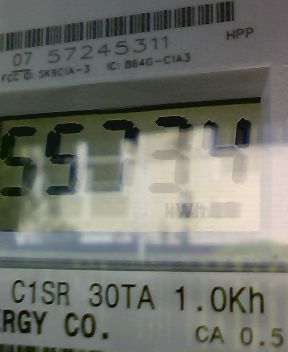 07 57245311
HPP
FCC ID: SK9C1A-3 IC: 864G-C1A3
55734
kWh
C1SR 30TA 1.0Kh
RGY CO.
CA 0.5